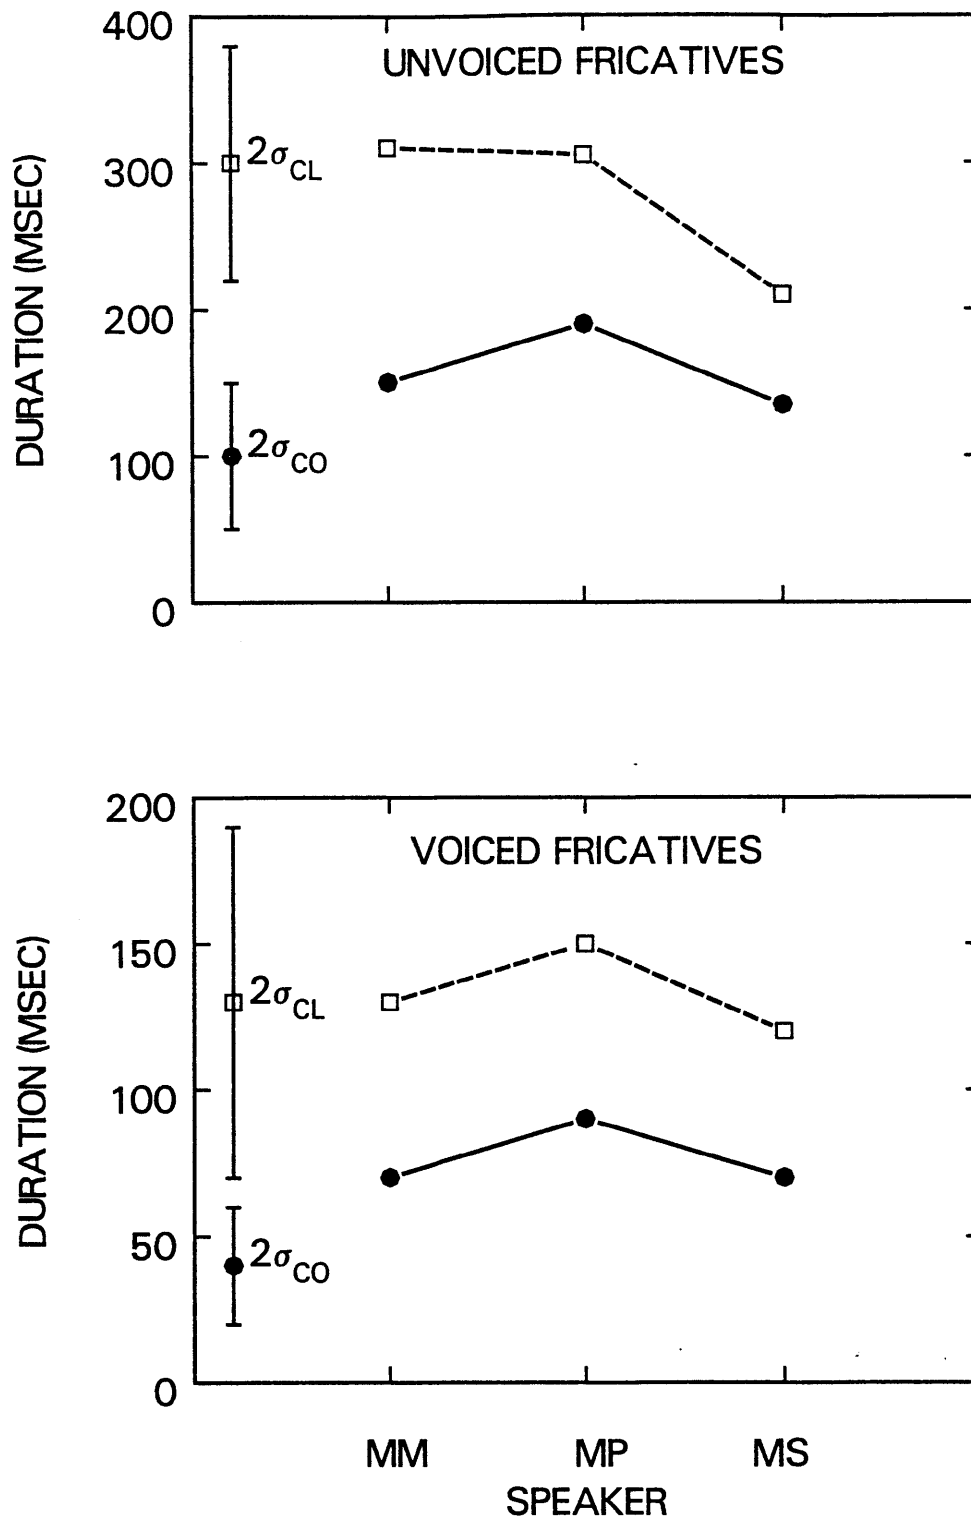 400
UNVOICED FRICATIVES
2σCL
300
200
2σCO
100
0
DURATION (MSEC)
200
VOICED FRICATIVES
150
2σCL
100
50
2σCO
0
DURATION (MSEC)
MM MP MS
SPEAKER